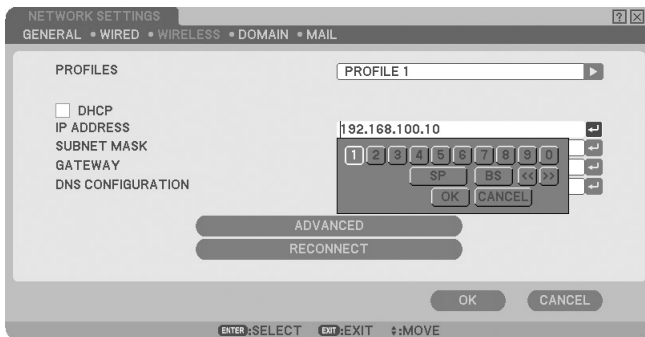 NETWORK SETTINGS
GENERAL • WIRED • WIRELESS • DOMAIN • MAIL
PROFILES PROFILE 1
DHCP
IP ADDRESS 192.168.100.10
SUBNET MASK
GATEWAY
DNS CONFIGURATION
1 2 3 4 5 6 7 8 9 0
SP BS << >>
OK CANCEL
ADVANCED
RECONNECT
OK CANCEL
ENTER:SELECT EXIT:EXIT :MOVE